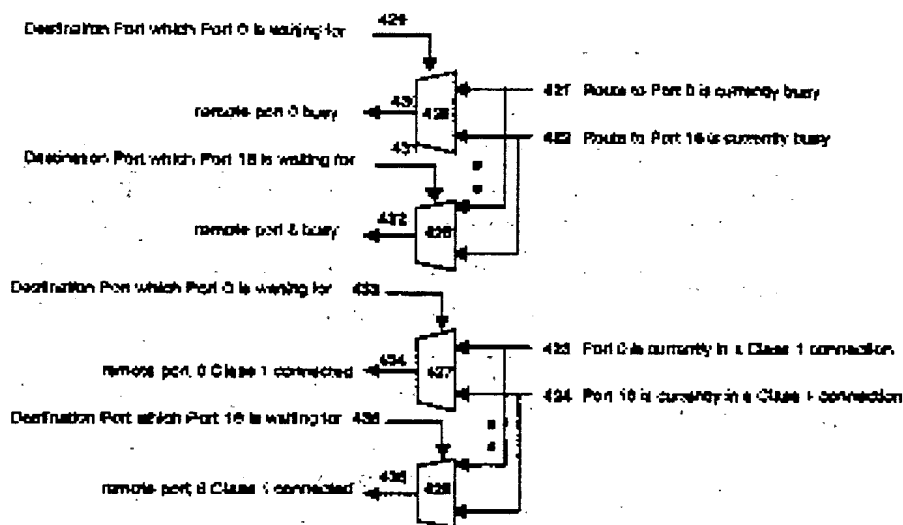 429
Destination Port which Port 0 is waiting for
421 Route to Port 0 is currently busy
remote port 0 busy
422 Route to Port 16 is currently busy
431
Destination Port which Port 16 is waiting for
432
remote port busy
Destination Port which Port 0 is waiting for 433
423 Port 0 is currently in a Class 1 connection
434
427
remote port 0 Class 1 connected
424 Port 16 is currently in a Class 1 connection
Destination Port which Port 16 is waiting for
remote port Class 1 connected